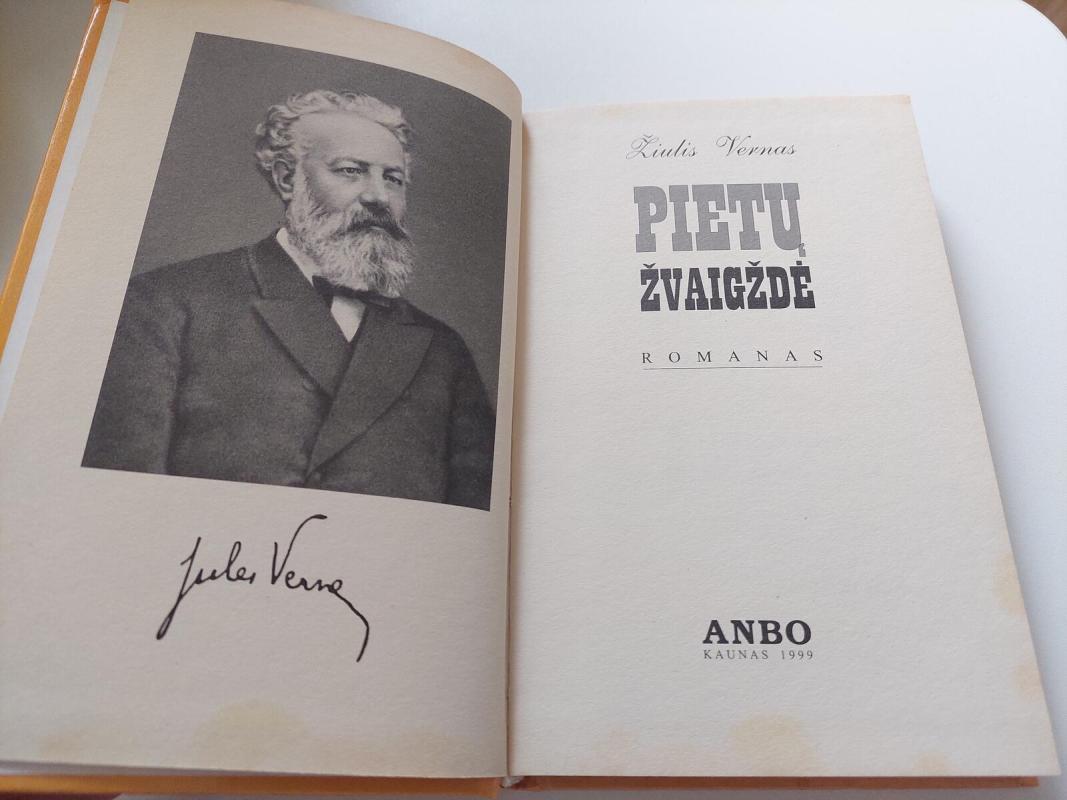 Jules Verne
Žiulis Vernas
PIETŲ
ŽVAIGŽDĖ
ROMANAS
ANBO
KAUNAS 1999